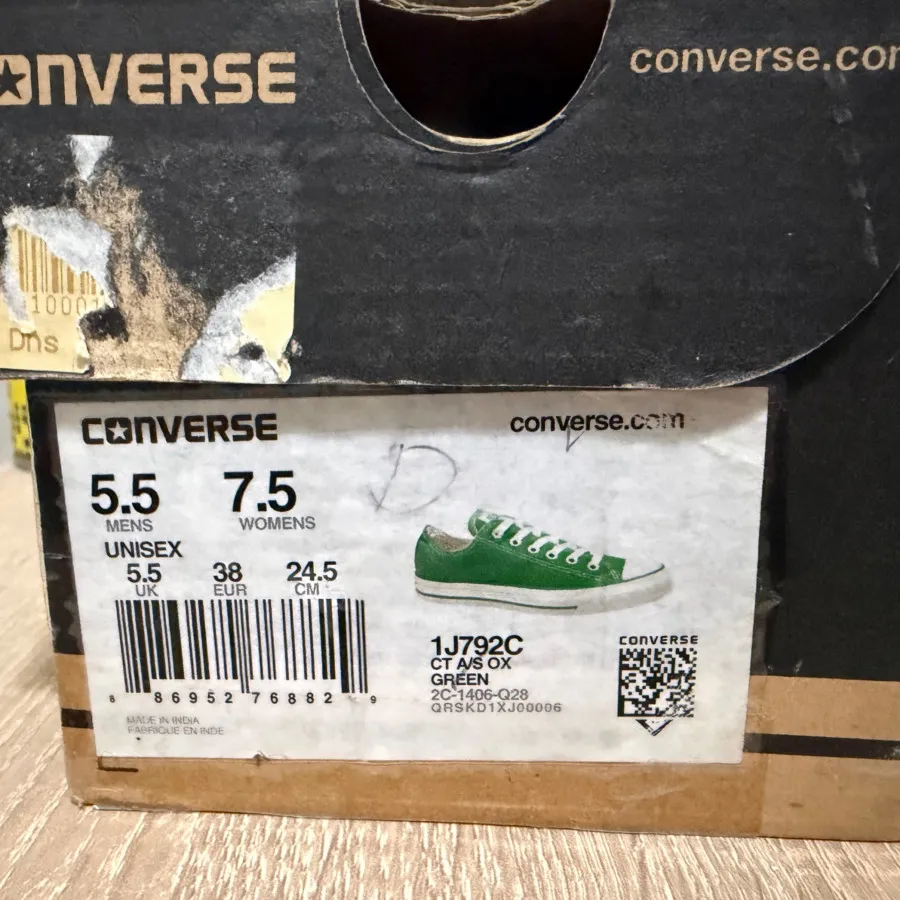 CONVERSE
converse.com
10001
Dns
CONVERSE
converse.com
D
5.5 7.5
MENS WOMENS
UNISEX
5.5 38 24.5
UK EUR CM
8 86952 76882 9
MADE IN INDIA
FABRIQUE EN INDE
1J792C
CT A/S OX
GREEN
2C-1406-Q28
QRSKD1XJ00006
CONVERSE